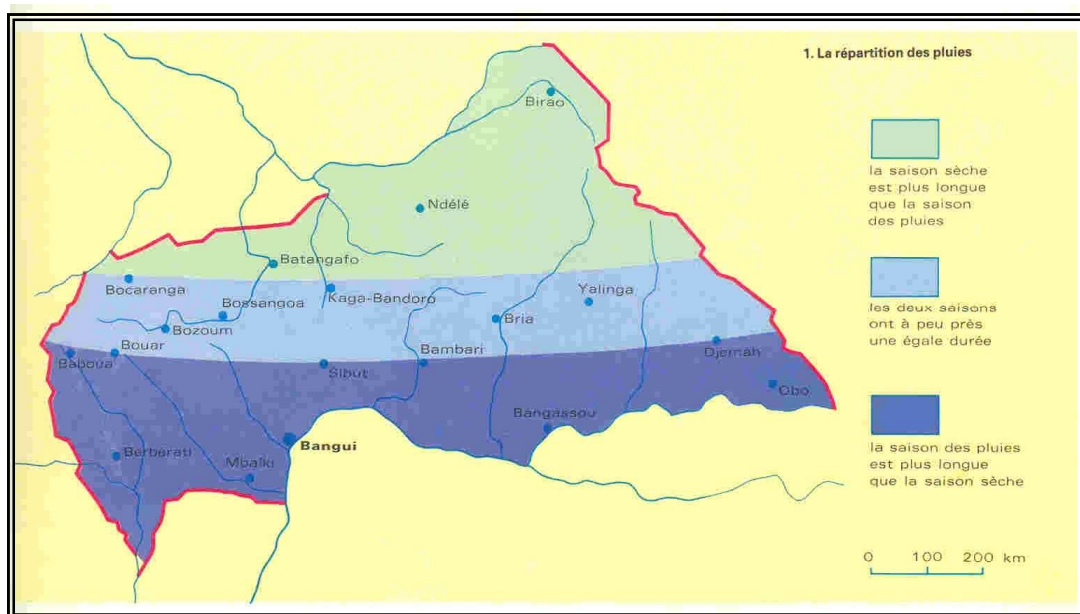 1. La répartition des pluies
Birao
la saison sèche
est plus longue
que la saison
des pluies
Ndélé
Batangafo
Bocaranga
Kaga-Bandoro
Bossangoa
Yalinga
Bozoum
Bria
les deux saisons
ont à peu près
une égale durée
Bouar
Baboua
Bambari
Djemah
Sibut
Obo
Bangassou
Bangui
Berberati
Mbaïki
la saison des pluies
est plus longue
que la saison sèche
0 100 200 km